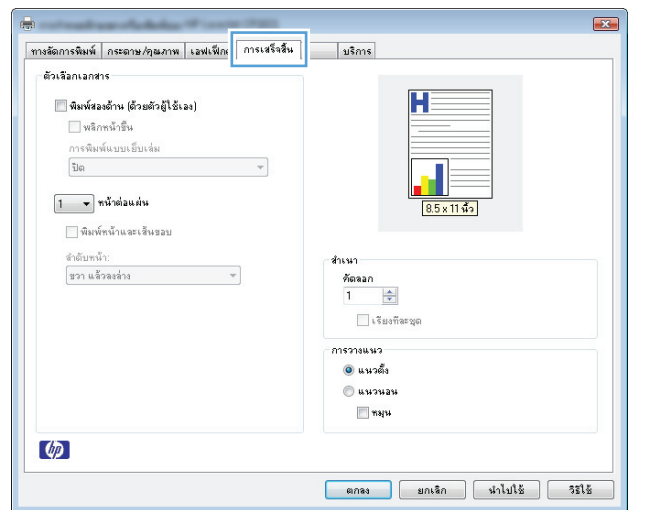 ทางลัดการพิมพ์ กระดาษ/คุณภาพ เอฟเฟ็ก การเสร็จสิ้น บริการ
ตัวเลือกเอกสาร
พิมพ์สองด้าน (ด้วยตัวผู้ใช้เอง)
พลิกหน้าขึ้น
การพิมพ์แบบเย็บเล่ม
ปิด
1 หน้าต่อแผ่น
พิมพ์หน้าและเส้นขอบ
ลำดับหน้า:
ขวา แล้วลงล่าง
H
8.5 x 11 นิ้ว
สำเนา
คัดลอก
1
เรียงทีละชุด
การวางแนว
แนวตั้ง
แนวนอน
หมุน
hp
ตกลง ยกเลิก นำไปใช้ วิธีใช้